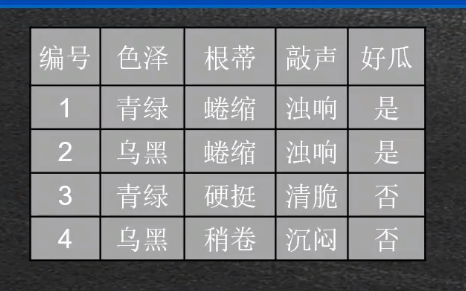 编号 色泽 根蒂 敲声 好瓜
1 青绿 蜷缩 浊响 是
2 乌黑 蜷缩 浊响 是
3 青绿 硬挺 清脆 否
4 乌黑 稍卷 沉闷 否